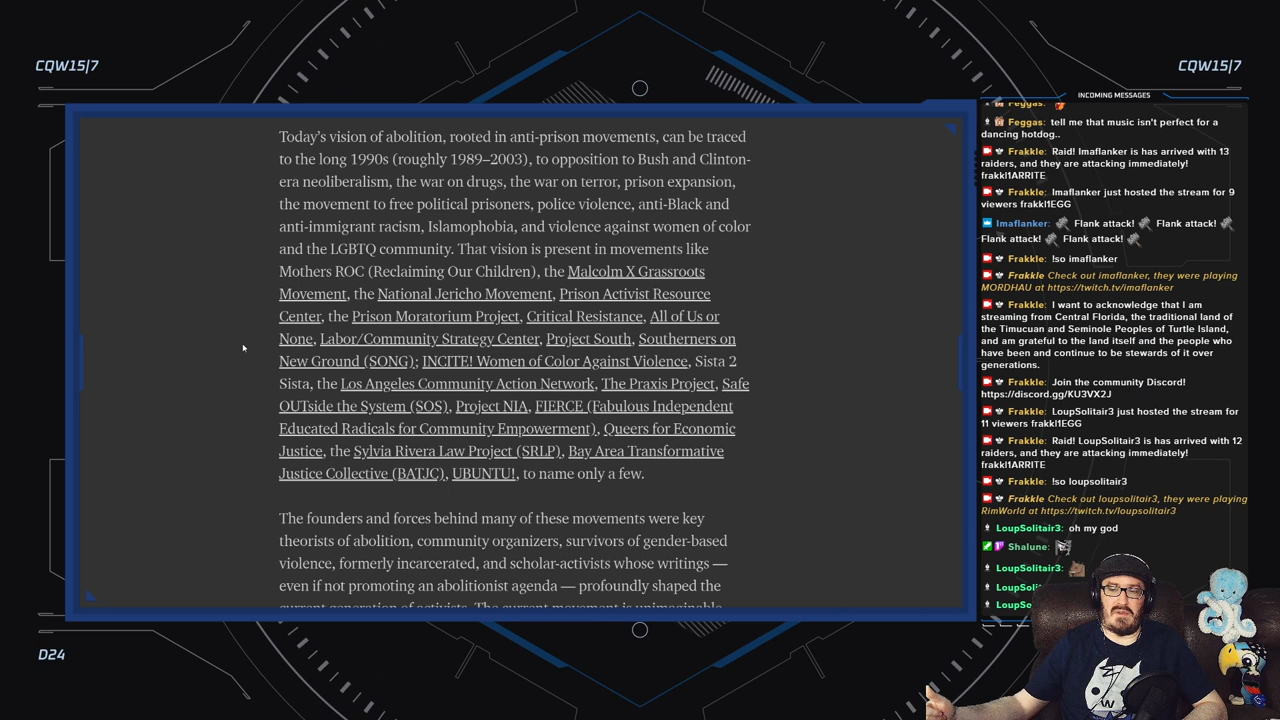 CQW15|7
CQW15|7
Today's vision of abolition, rooted in anti-prison movements, can be traced
to the long 1990s (roughly 1989–2003), to opposition to Bush and Clinton-
era neoliberalism, the war on drugs, the war on terror, prison expansion,
the movement to free political prisoners, police violence, anti-Black and
anti-immigrant racism, Islamophobia, and violence against women of color
and the LGBTQ community. That vision is present in movements like
Mothers ROC (Reclaiming Our Children), the Malcolm X Grassroots
Movement, the National Jericho Movement, Prison Activist Resource
Center, the Prison Moratorium Project, Critical Resistance, All of Us or
None, Labor/Community Strategy Center, Project South, Southerners on
New Ground (SONG); INCITE! Women of Color Against Violence, Sista 2
Sista, the Los Angeles Community Action Network, The Praxis Project, Safe
OUTside the System (SOS), Project NIA, FIERCE (Fabulous Independent
Educated Radicals for Community Empowerment), Queers for Economic
Justice, the Sylvia Rivera Law Project (SRLP), Bay Area Transformative
Justice Collective (BATJC), UBUNTU!, to name only a few.
The founders and forces behind many of these movements were key
theorists of abolition, community organizers, survivors of gender-based
violence, formerly incarcerated, and scholar-activists whose writings —
even if not promoting an abolitionist agenda — profoundly shaped the
current generation of activists. The current movement is unimaginable
INCOMING MESSAGES
Feggas:
Feggas: tell me that music isn't perfect for a
dancing hotdog..
Frakkle: Raid! Imaflanker is has arrived with 13
raiders, and they are attacking immediately!
frakkl1ARRITE
Frakkle: Imaflanker just hosted the stream for 9
viewers frakkl1EGG
Imaflanker: Flank attack! Flank attack!
Flank attack! Flank attack!
Frakkle: !so imaflanker
Frakkle Check out imaflanker, they were playing
MORDHAU at https://twitch.tv/imaflanker
Frakkle: I want to acknowledge that I am
streaming from Central Florida, the traditional land of
the Timucuan and Seminole Peoples of Turtle Island,
and am grateful to the land itself and the people who
have been and continue to be stewards of it over
generations.
Frakkle: Join the community Discord!
https://discord.gg/KU3VX2J
Frakkle: LoupSolitair3 just hosted the stream for
11 viewers frakkl1EGG
Frakkle: Raid! LoupSolitair3 is has arrived with 12
raiders, and they are attacking immediately!
frakkl1ARRITE
Frakkle: !so loupsolitair3
Frakkle Check out loupsolitair3, they were playing
RimWorld at https://twitch.tv/loupsolitair3
LoupSolitair3: oh my god
Shalune:
LoupSolitair3:
LoupSoli
LoupSo
D24